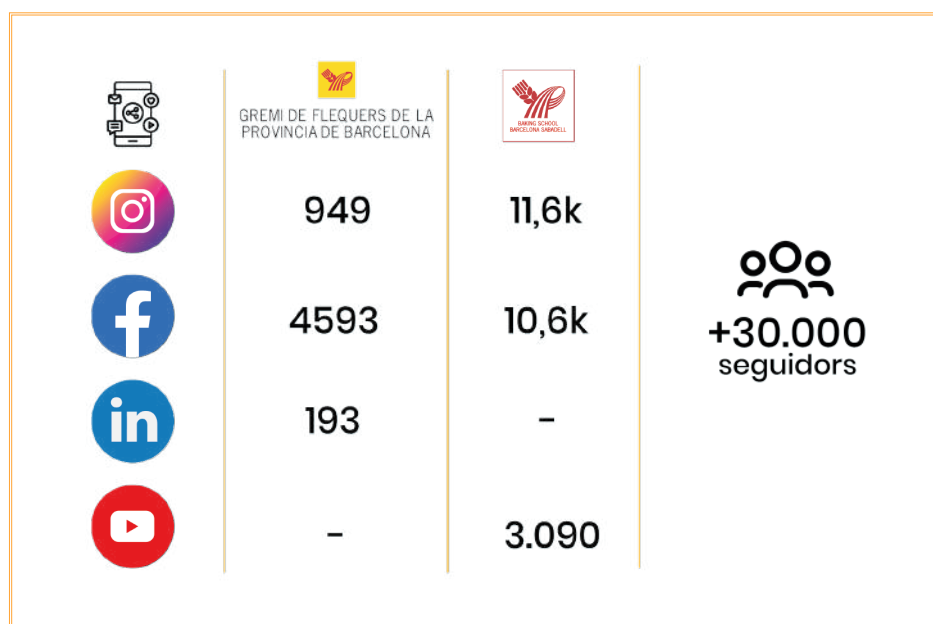 GREMI DE FLEQUERS DE LA
PROVINCIA DE BARCELONA
BAKING SCHOOL
BARCELONA SABADELL
949
11,6k
4593
10,6k
in
193
-
-
3.090
+30.000
seguidors